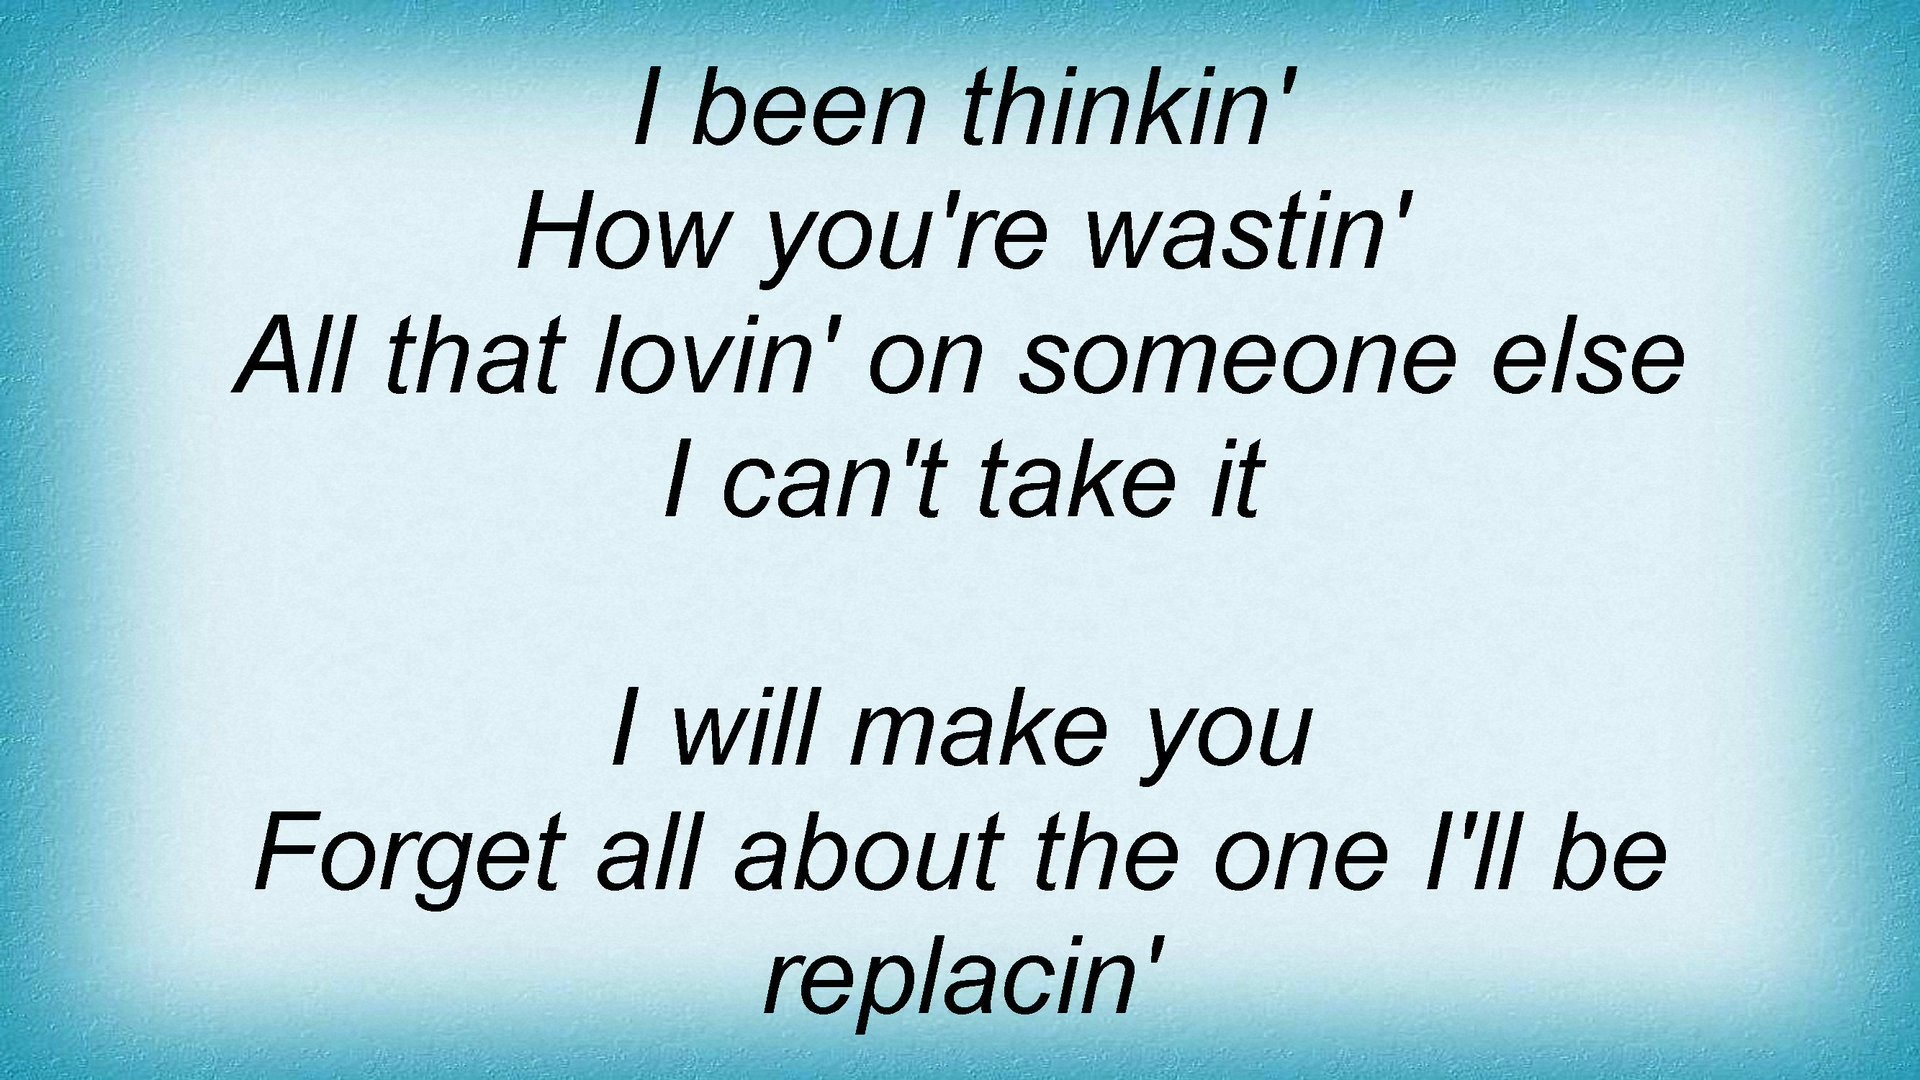 I been thinkin'
How you're wastin'
All that lovin' on someone else
I can't take it
I will make you
Forget all about the one I'll be
replacin'